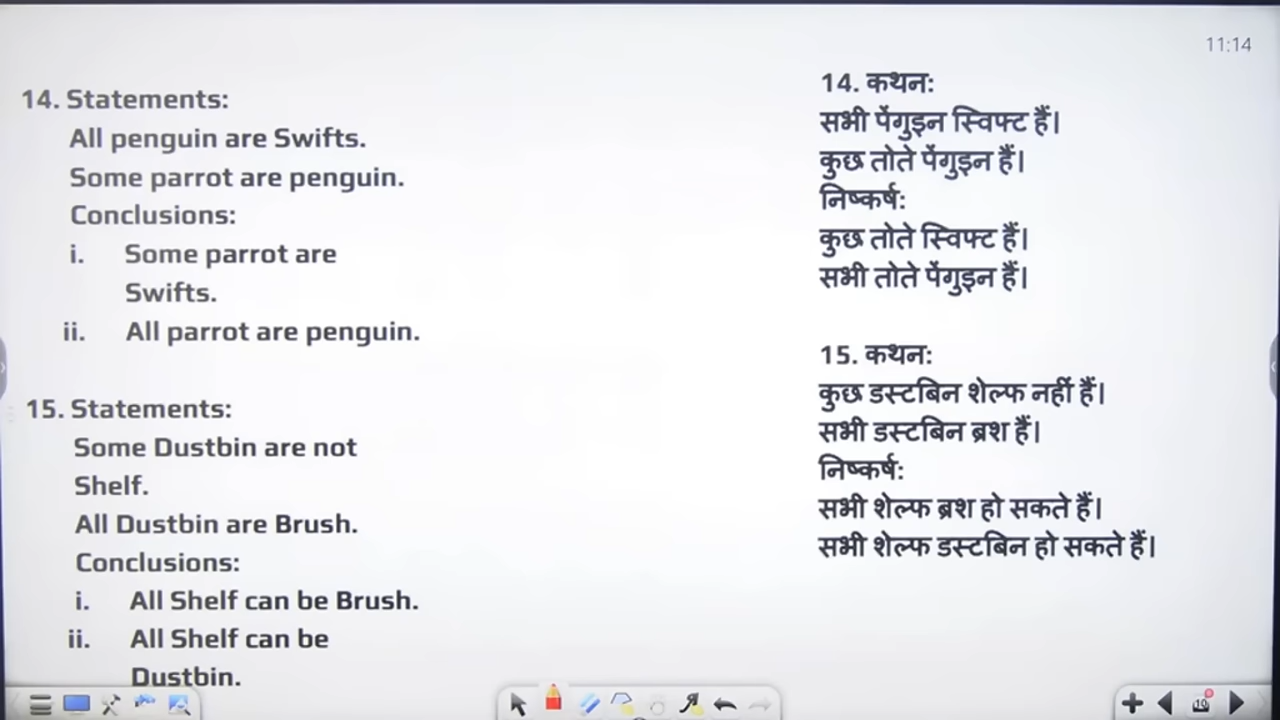 11:14
14. Statements:
All penguin are Swifts.
Some parrot are penguin.
Conclusions:
i. Some parrot are
Swifts.
ii. All parrot are penguin.
15. Statements:
Some Dustbin are not
Shelf.
All Dustbin are Brush.
Conclusions:
i. All Shelf can be Brush.
ii. All Shelf can be
Dustbin.
14. कथन:
सभी पेंगुइन स्विफ्ट हैं।
कुछ तोते पेंगुइन हैं।
निष्कर्ष:
कुछ तोते स्विफ्ट हैं।
सभी तोते पेंगुइन हैं।
15. कथन:
कुछ डस्टबिन शेल्फ नहीं हैं।
सभी डस्टबिन ब्रश हैं।
निष्कर्ष:
सभी शेल्फ ब्रश हो सकते हैं।
सभी शेल्फ डस्टबिन हो सकते हैं।
10